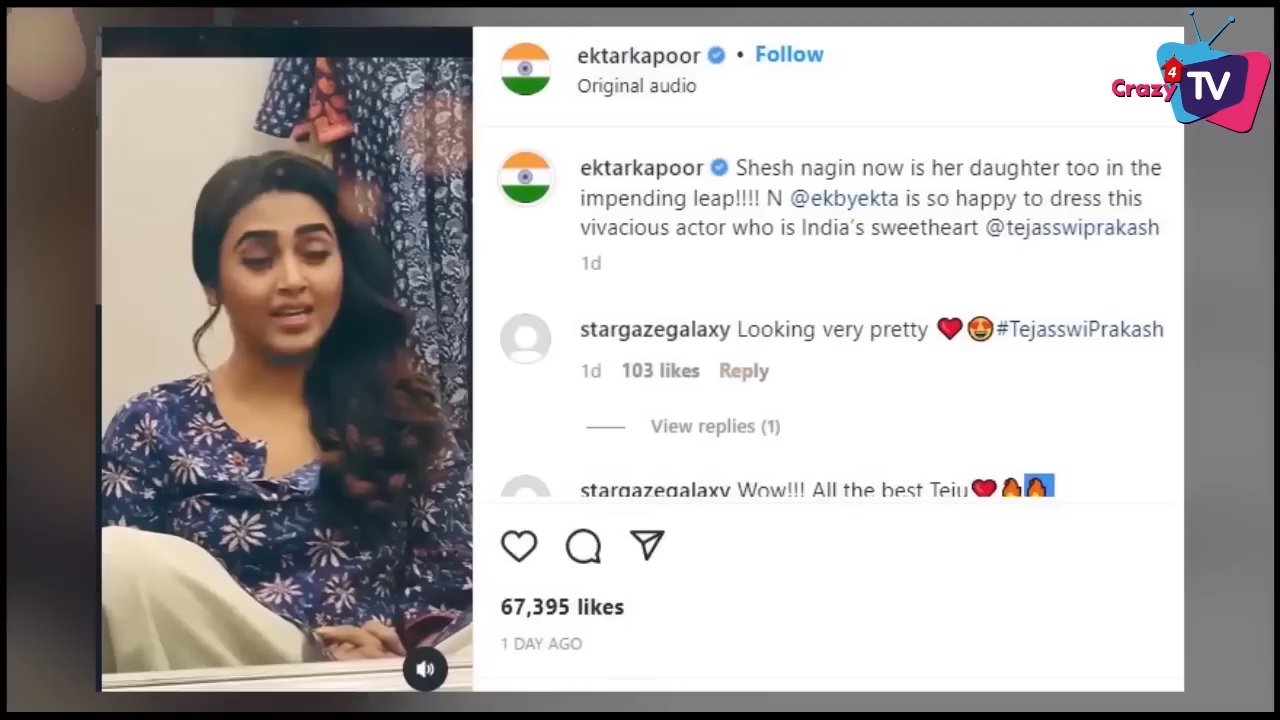 Crazy 4 TV
ektarkapoor • Follow
Original audio
ektarkapoor Shesh nagin now is her daughter too in the
impending leap!!!! N @ekbyekta is so happy to dress this
vivacious actor who is India's sweetheart @tejasswiprakash
1d
stargazegalaxy Looking very pretty ❤️😍#TejasswiPrakash
1d 103 likes Reply
View replies (1)
stargazegalaxy Wow!!! All the best Teju❤️🔥🔥
67,395 likes
1 DAY AGO